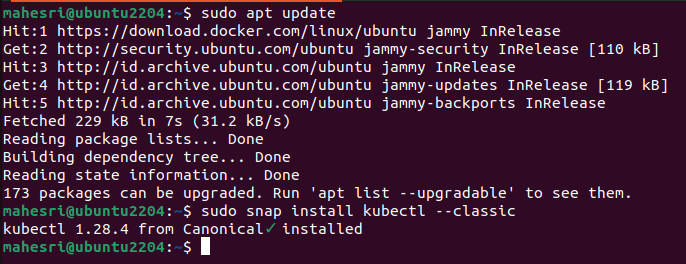 mahesri@ubuntu2204:~$ sudo apt update
Hit:1 https://download.docker.com/linux/ubuntu jammy InRelease
Get:2 http://security.ubuntu.com/ubuntu jammy-security InRelease [110 kB]
Hit:3 http://id.archive.ubuntu.com/ubuntu jammy InRelease
Get:4 http://id.archive.ubuntu.com/ubuntu jammy-updates InRelease [119 kB]
Hit:5 http://id.archive.ubuntu.com/ubuntu jammy-backports InRelease
Fetched 229 kB in 7s (31.2 kB/s)
Reading package lists... Done
Building dependency tree... Done
Reading state information... Done
173 packages can be upgraded. Run 'apt list --upgradable' to see them.
mahesri@ubuntu2204:~$ sudo snap install kubectl --classic
kubectl 1.28.4 from Canonical✓ installed
mahesri@ubuntu2204:~$